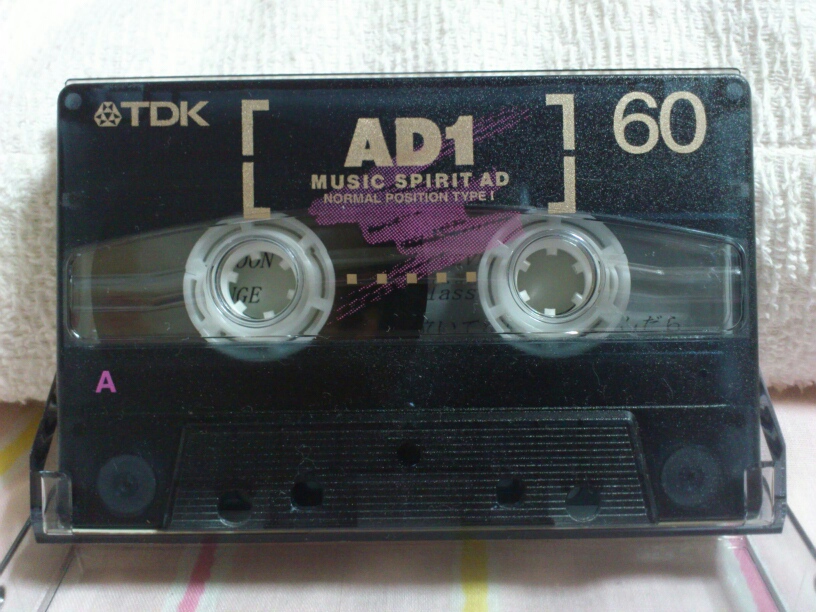 TDK
AD1
60
MUSIC SPIRIT AD
NORMAL POSITION TYPE I
A